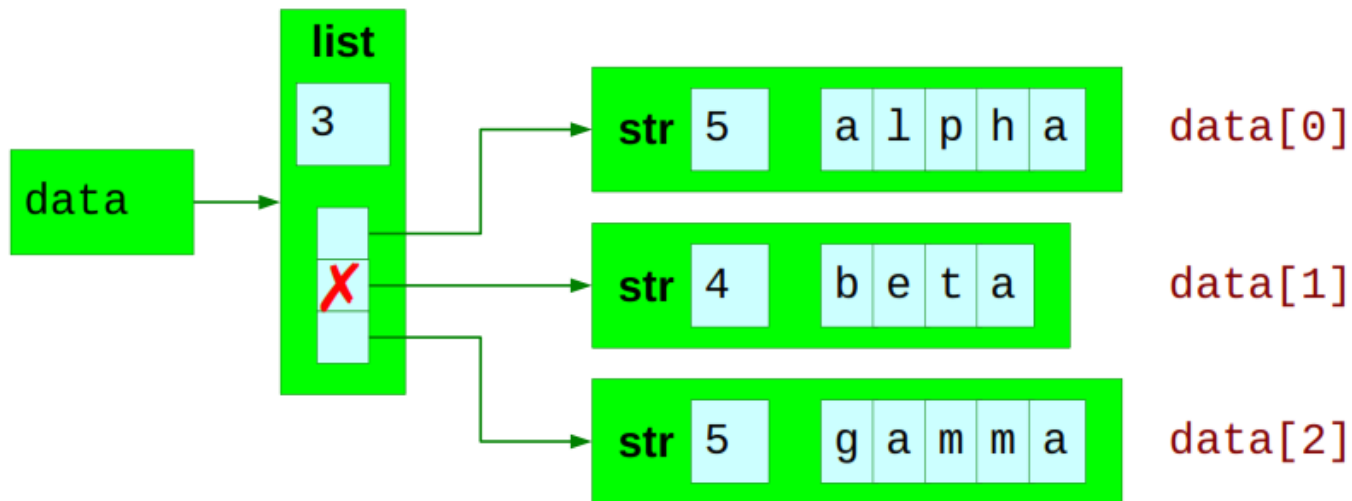 data
list
3
str 5 a l p h a data[0]
str 4 b e t a data[1]
str 5 g a m m a data[2]